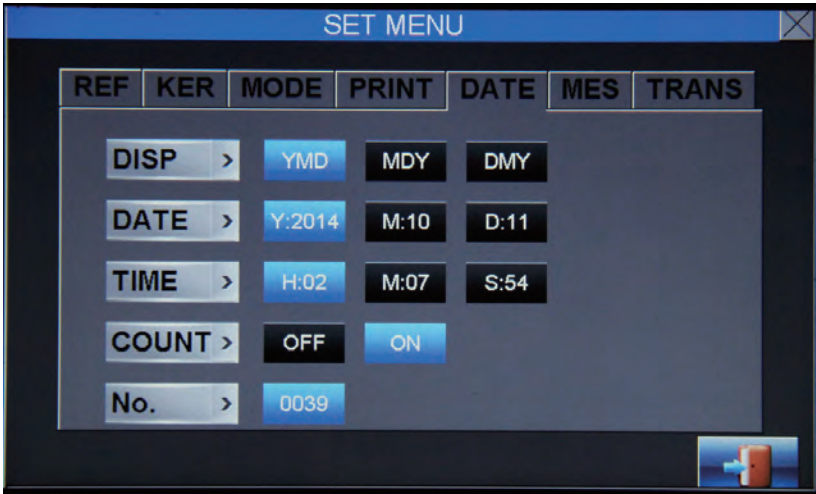 SET MENU
REF KER MODE PRINT DATE MES TRANS
DISP > YMD MDY DMY
DATE > Y:2014 M:10 D:11
TIME > H:02 M:07 S:54
COUNT > OFF ON
No. > 0039